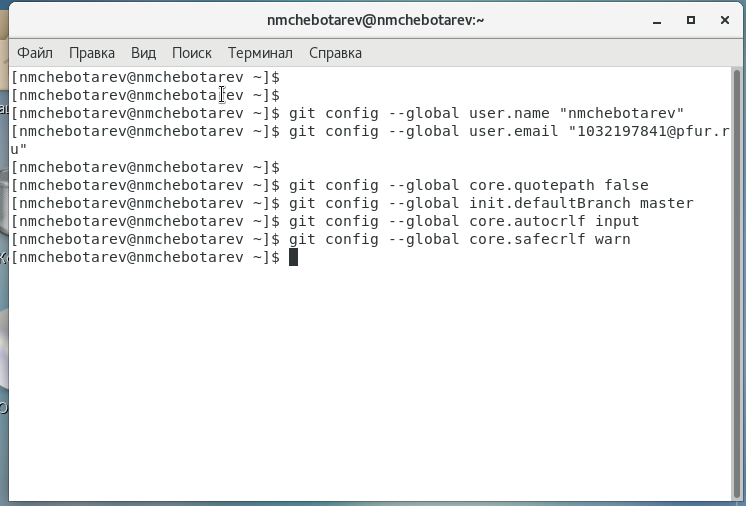 nmchebotarev@nmchebotarev:~
Файл Правка Вид Поиск Терминал Справка
[nmchebotarev@nmchebotarev ~]$
[nmchebotarev@nmchebotarev ~]$
[nmchebotarev@nmchebotarev ~]$ git config --global user.name "nmchebotarev"
[nmchebotarev@nmchebotarev ~]$ git config --global user.email "1032197841@pfur.r
u"
[nmchebotarev@nmchebotarev ~]$
[nmchebotarev@nmchebotarev ~]$ git config --global core.quotepath false
[nmchebotarev@nmchebotarev ~]$ git config --global init.defaultBranch master
[nmchebotarev@nmchebotarev ~]$ git config --global core.autocrlf input
[nmchebotarev@nmchebotarev ~]$ git config --global core.safecrlf warn
[nmchebotarev@nmchebotarev ~]$